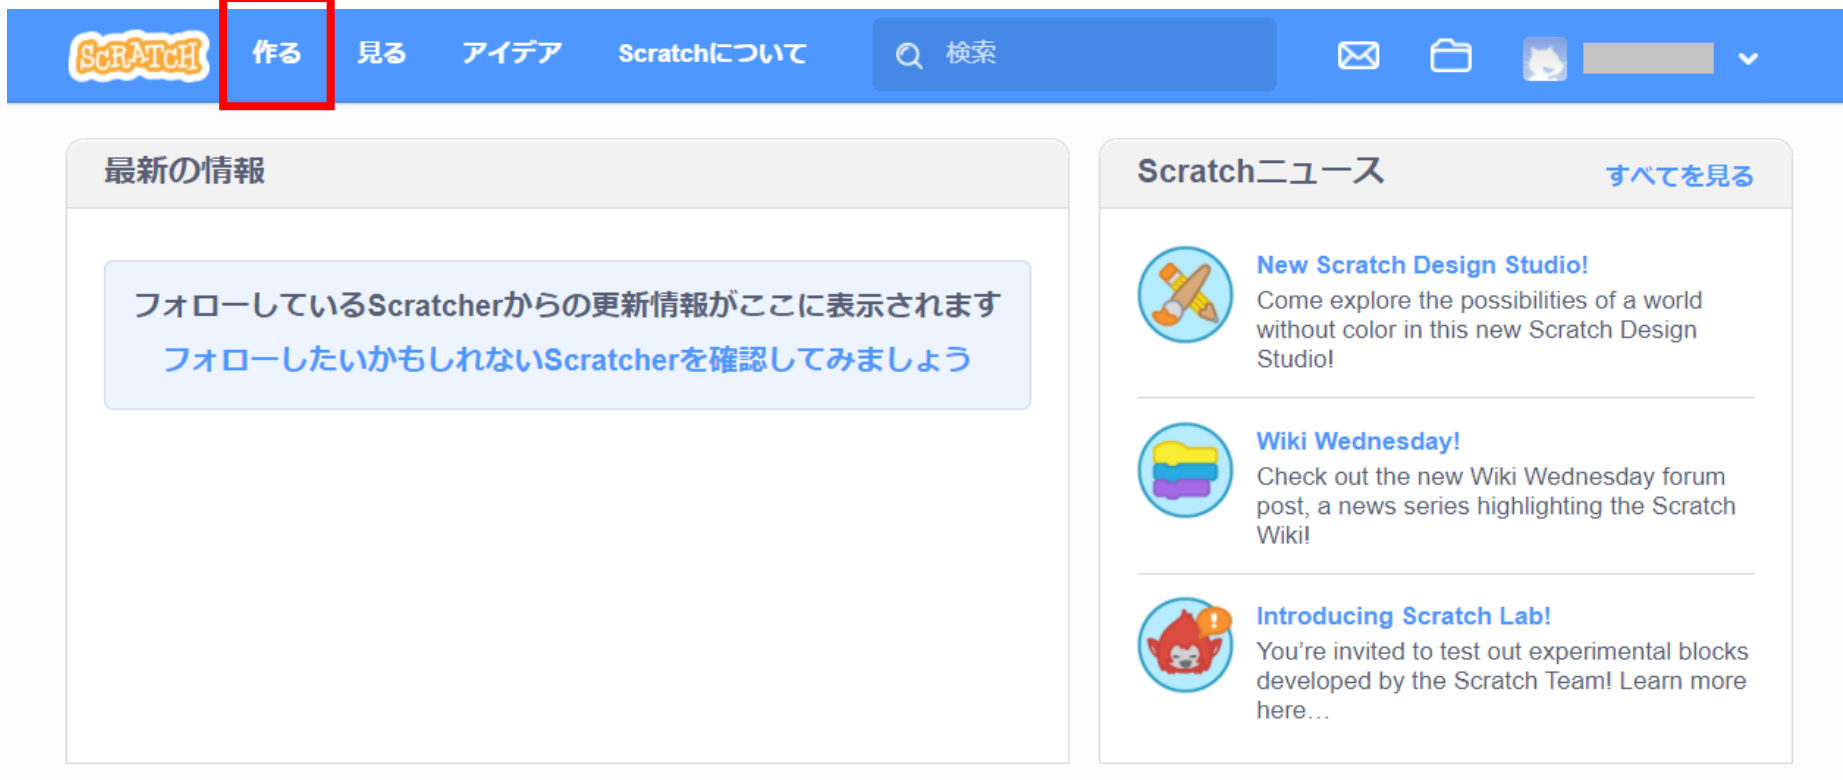 SCRATCH 作る 見る アイデア Scratchについて 検索
最新の情報
フォローしているScratcherからの更新情報がここに表示されます
フォローしたいかもしれないScratcherを確認してみましょう
Scratchニュース すべてを見る
New Scratch Design Studio!
Come explore the possibilities of a world
without color in this new Scratch Design
Studio!
Wiki Wednesday!
Check out the new Wiki Wednesday forum
post, a news series highlighting the Scratch
Wiki!
Introducing Scratch Lab!
You’re invited to test out experimental blocks
developed by the Scratch Team! Learn more
here…